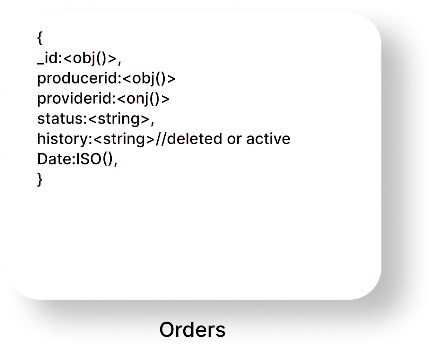 {
_id:<obj()>,
producerid:<obj()>
providerid:<onj()>
status:<string>,
history:<string>//deleted or active
Date:ISO(),
}
Orders